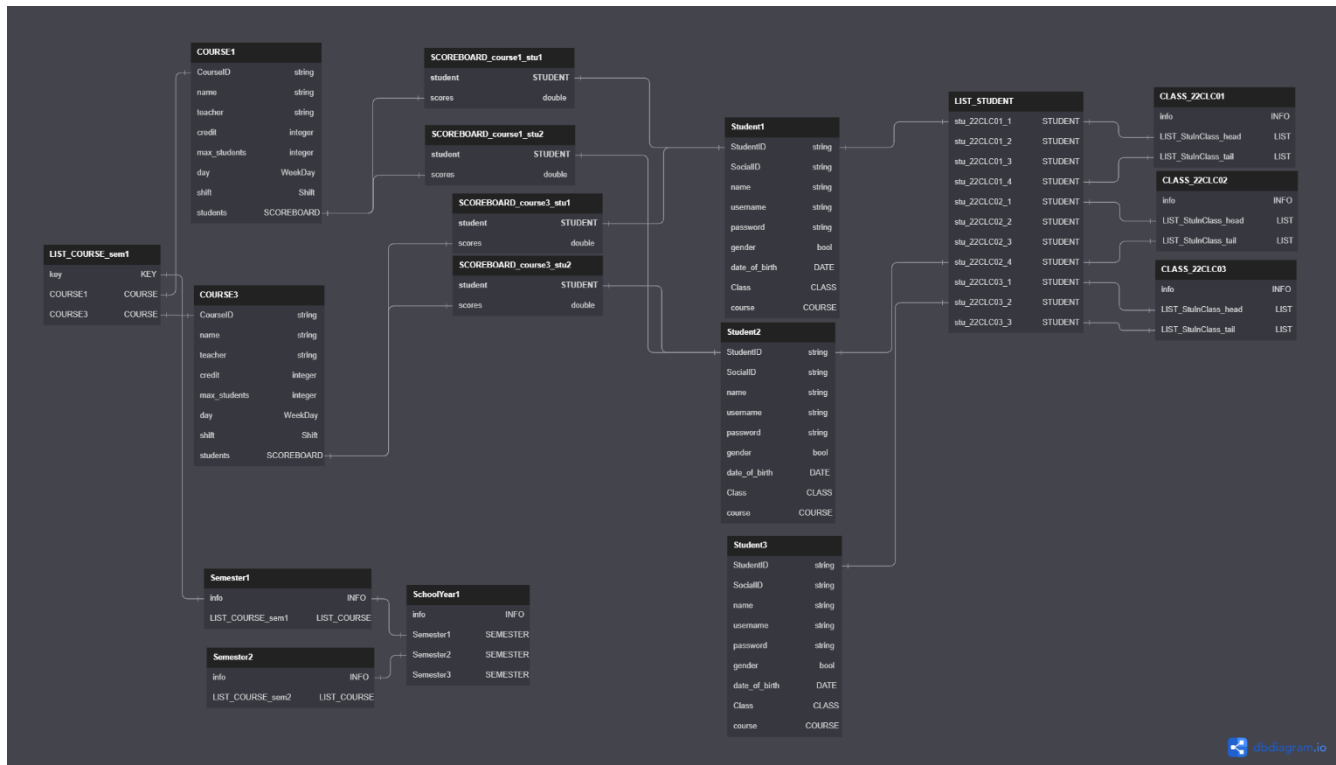 LIST_COURSE_sem1
key KEY
COURSE1 COURSE
COURSE3 COURSE
COURSE1
CourseID string
name string
teacher string
credit integer
max_students integer
day WeekDay
shift Shift
students SCOREBOARD
COURSE3
CourseID string
name string
teacher string
credit integer
max_students integer
day WeekDay
shift Shift
students SCOREBOARD
Semester1
info INFO
LIST_COURSE_sem1 LIST_COURSE
Semester2
info INFO
LIST_COURSE_sem2 LIST_COURSE
SchoolYear1
info INFO
Semester1 SEMESTER
Semester2 SEMESTER
Semester3 SEMESTER
SCOREBOARD_course1_stu1
student STUDENT
scores double
SCOREBOARD_course1_stu2
student STUDENT
scores double
SCOREBOARD_course3_stu1
student STUDENT
scores double
SCOREBOARD_course3_stu2
student STUDENT
scores double
Student1
StudentID string
SocialID string
name string
username string
password string
gender bool
date_of_birth DATE
Class CLASS
course COURSE
Student2
StudentID string
SocialID string
name string
username string
password string
gender bool
date_of_birth DATE
Class CLASS
course COURSE
Student3
StudentID string
SocialID string
name string
username string
password string
gender bool
date_of_birth DATE
Class CLASS
course COURSE
LIST_STUDENT
stu_22CLC01_1 STUDENT
stu_22CLC01_2 STUDENT
stu_22CLC01_3 STUDENT
stu_22CLC01_4 STUDENT
stu_22CLC02_1 STUDENT
stu_22CLC02_2 STUDENT
stu_22CLC02_3 STUDENT
stu_22CLC02_4 STUDENT
stu_22CLC03_1 STUDENT
stu_22CLC03_2 STUDENT
stu_22CLC03_3 STUDENT
CLASS_22CLC01
info INFO
LIST_StuInClass_head LIST
LIST_StuInClass_tail LIST
CLASS_22CLC02
info INFO
LIST_StuInClass_head LIST
LIST_StuInClass_tail LIST
CLASS_22CLC03
info INFO
LIST_StuInClass_head LIST
LIST_StuInClass_tail LIST
dbdiagram.io